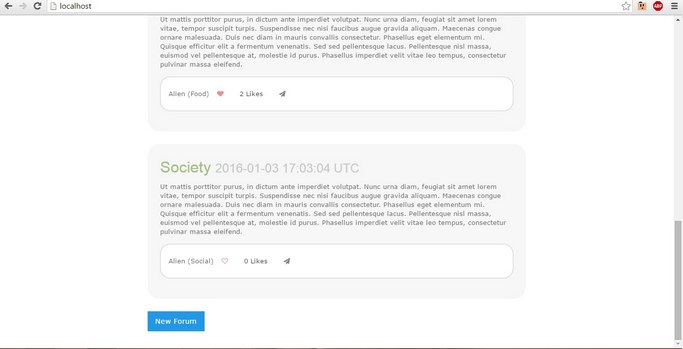 localhost
ABP
Ut mattis porttitor purus, in dictum ante imperdiet volutpat. Nunc urna diam, feugiat sit amet lorem
vitae, tempor suscipit turpis. Suspendisse nec nisi faucibus augue gravida aliquam. Maecenas congue
ornare malesuada. Duis nec diam in mauris convallis consectetur. Phasellus eget elementum mi.
Quisque efficitur elit a fermentum venenatis. Sed sed pellentesque lacus. Pellentesque nisl massa,
euismod vel pellentesque at, molestie id purus. Phasellus imperdiet velit vitae leo tempus, consectetur
pulvinar massa eleifend.
Alien (Food) 2 Likes
Society 2016-01-03 17:03:04 UTC
Ut mattis porttitor purus, in dictum ante imperdiet volutpat. Nunc urna diam, feugiat sit amet lorem
vitae, tempor suscipit turpis. Suspendisse nec nisi faucibus augue gravida aliquam. Maecenas congue
ornare malesuada. Duis nec diam in mauris convallis consectetur. Phasellus eget elementum mi.
Quisque efficitur elit a fermentum venenatis. Sed sed pellentesque lacus. Pellentesque nisl massa,
euismod vel pellentesque at, molestie id purus. Phasellus imperdiet velit vitae leo tempus, consectetur
pulvinar massa eleifend.
Alien (Social) 0 Likes
New Forum